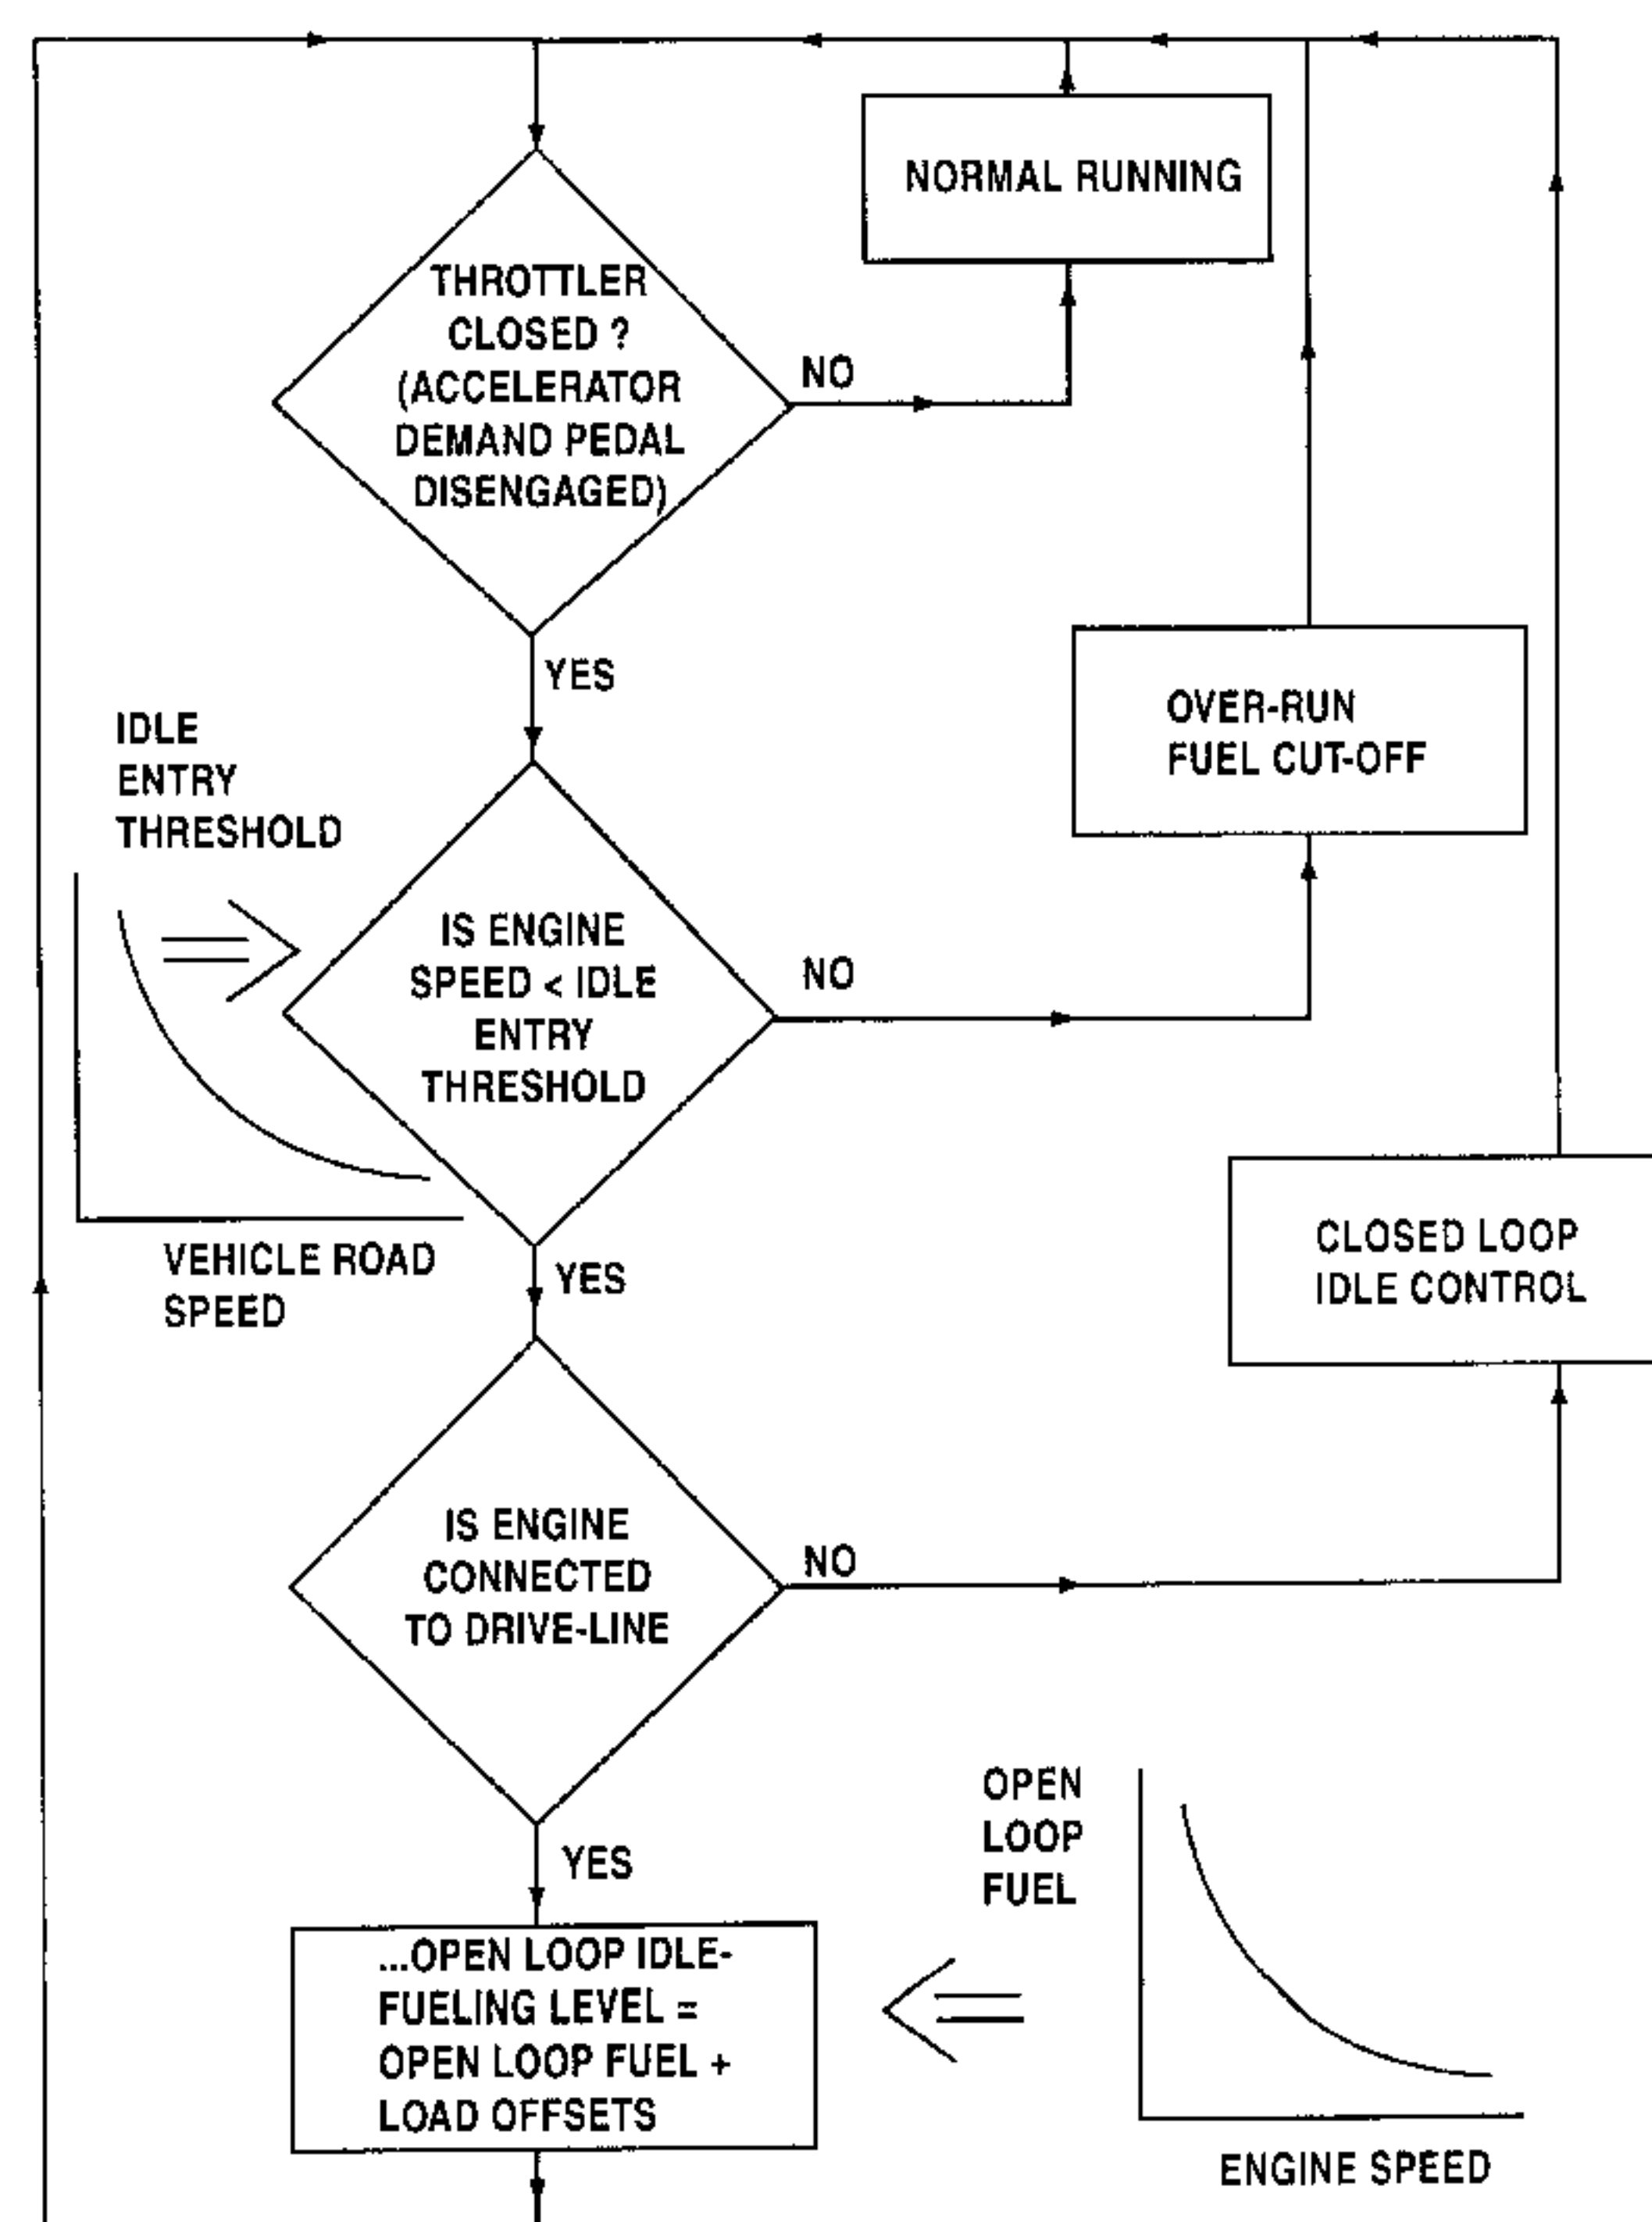 NORMAL RUNNING
THROTTLER
CLOSED ?
(ACCELERATOR
DEMAND PEDAL
DISENGAGED)
NO
YES
OVER-RUN
FUEL CUT-OFF
IDLE
ENTRY
THRESHOLD
IS ENGINE
SPEED < IDLE
ENTRY
THRESHOLD
NO
VEHICLE ROAD
SPEED
YES
CLOSED LOOP
IDLE CONTROL
IS ENGINE
CONNECTED
TO DRIVE-LINE
NO
YES
OPEN
LOOP
FUEL
...OPEN LOOP IDLE-
FUELING LEVEL =
OPEN LOOP FUEL +
LOAD OFFSETS
ENGINE SPEED